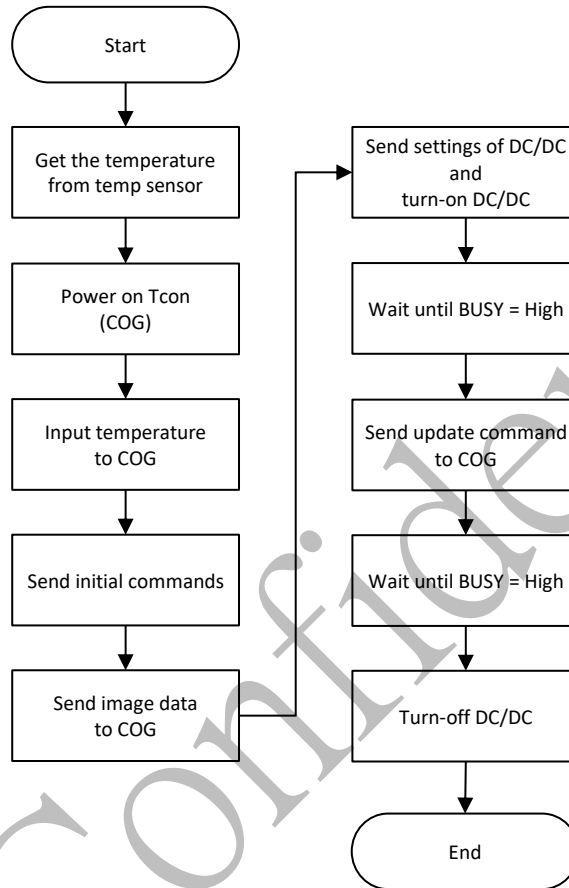 Start
Get the temperature
from temp sensor
Power on Tcon
(COG)
Input temperature
to COG
Send initial commands
Send image data
to COG
Send settings of DC/DC
and
turn-on DC/DC
Wait until BUSY = High
Send update command
to COG
Wait until BUSY = High
Turn-off DC/DC
End
Confide